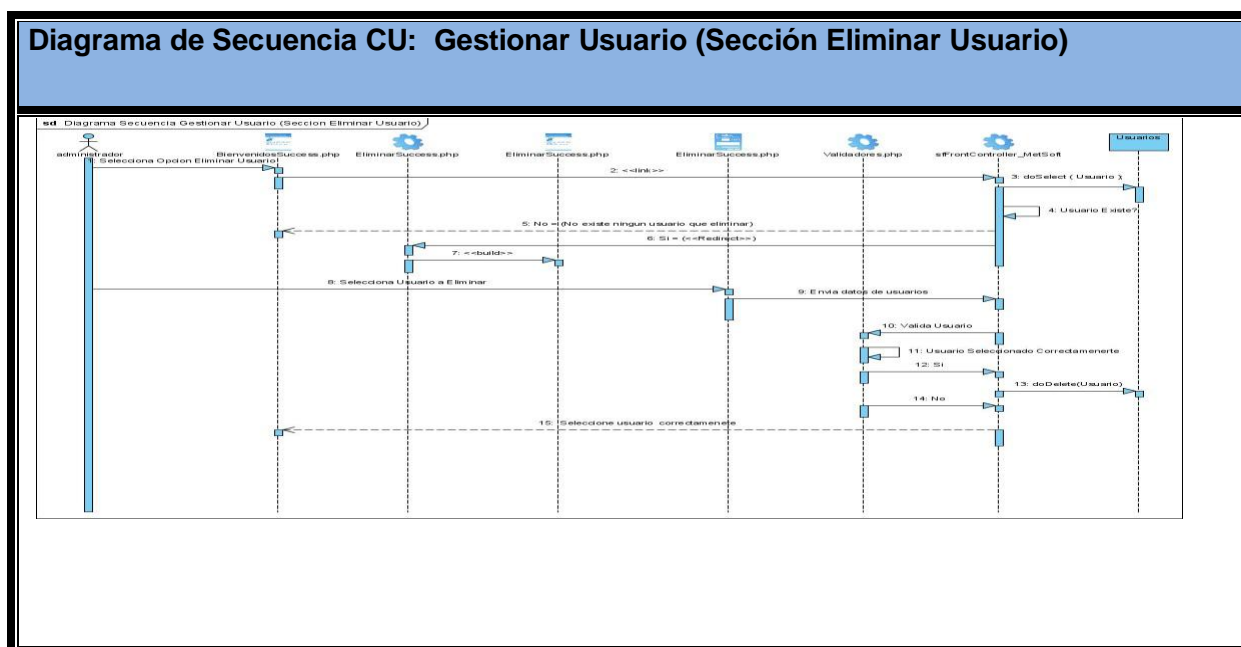 Diagrama de Secuencia CU: Gestionar Usuario (Sección Eliminar Usuario)
sd Diagrama Secuencia Gestionar Usuario (Seccion Eliminar Usuario)
administrador
BienvenidosSuccess.php
EliminarSuccess.php
EliminarSuccess.php
EliminarSuccess.php
Validadores.php
sfFrontController_MetSoft
Usuarios
1: Selecciona Opcion Eliminar Usuario
2: <<link>>
3: doSelect ( Usuario )
4: Usuario Existe?
5: No = (No existe ningun usuario que eliminar)
6: Si = (<<Redirect>>)
7: <<build>>
8: Selecciona Usuario a Eliminar
9: Envia datos de usuarios
10: Valida Usuario
11: Usuario Seleccionado Correctamenerte
12: Si
13: doDelete(Usuario)
14: No
15: Seleccione usuario correctamenete